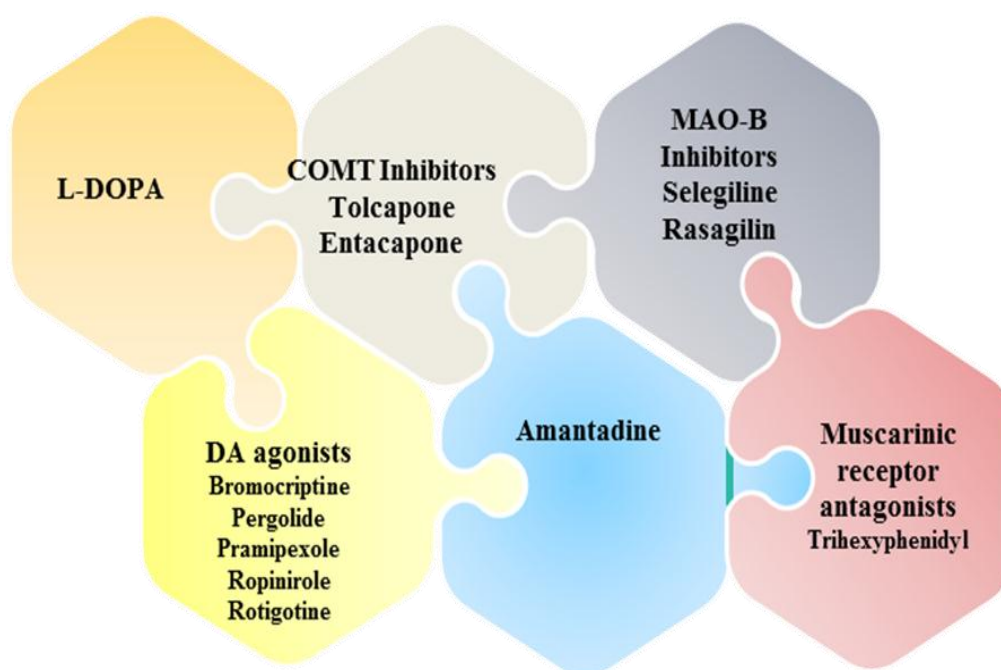 L-DOPA
COMT Inhibitors
Tolcapone
Entacapone
MAO-B
Inhibitors
Selegiline
Rasagilin
DA agonists
Bromocriptine
Pergolide
Pramipexole
Ropinirole
Rotigotine
Amantadine
Muscarinic
receptor
antagonists
Trihexyphenidyl